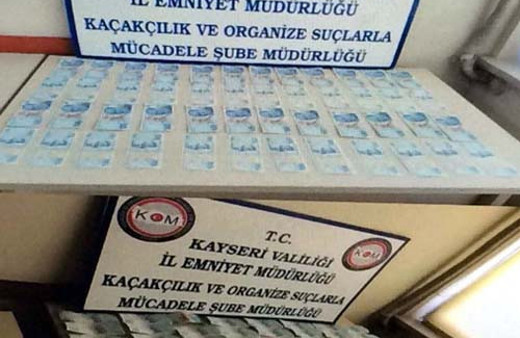 İL EMNİYET MÜDÜRLÜĞÜ
KAÇAKÇILIK VE ORGANİZE SUÇLARLA
MÜCADELE ŞUBE MÜDÜRLÜĞÜ
KOM
T.C.
KOM
KAYSERİ VALİLİĞİ
İL EMNİYET MÜDÜRLÜĞÜ
KAÇAKÇILIK VE ORGANİZE SUÇLARLA
MÜCADELE ŞUBE MÜDÜRLÜĞÜ